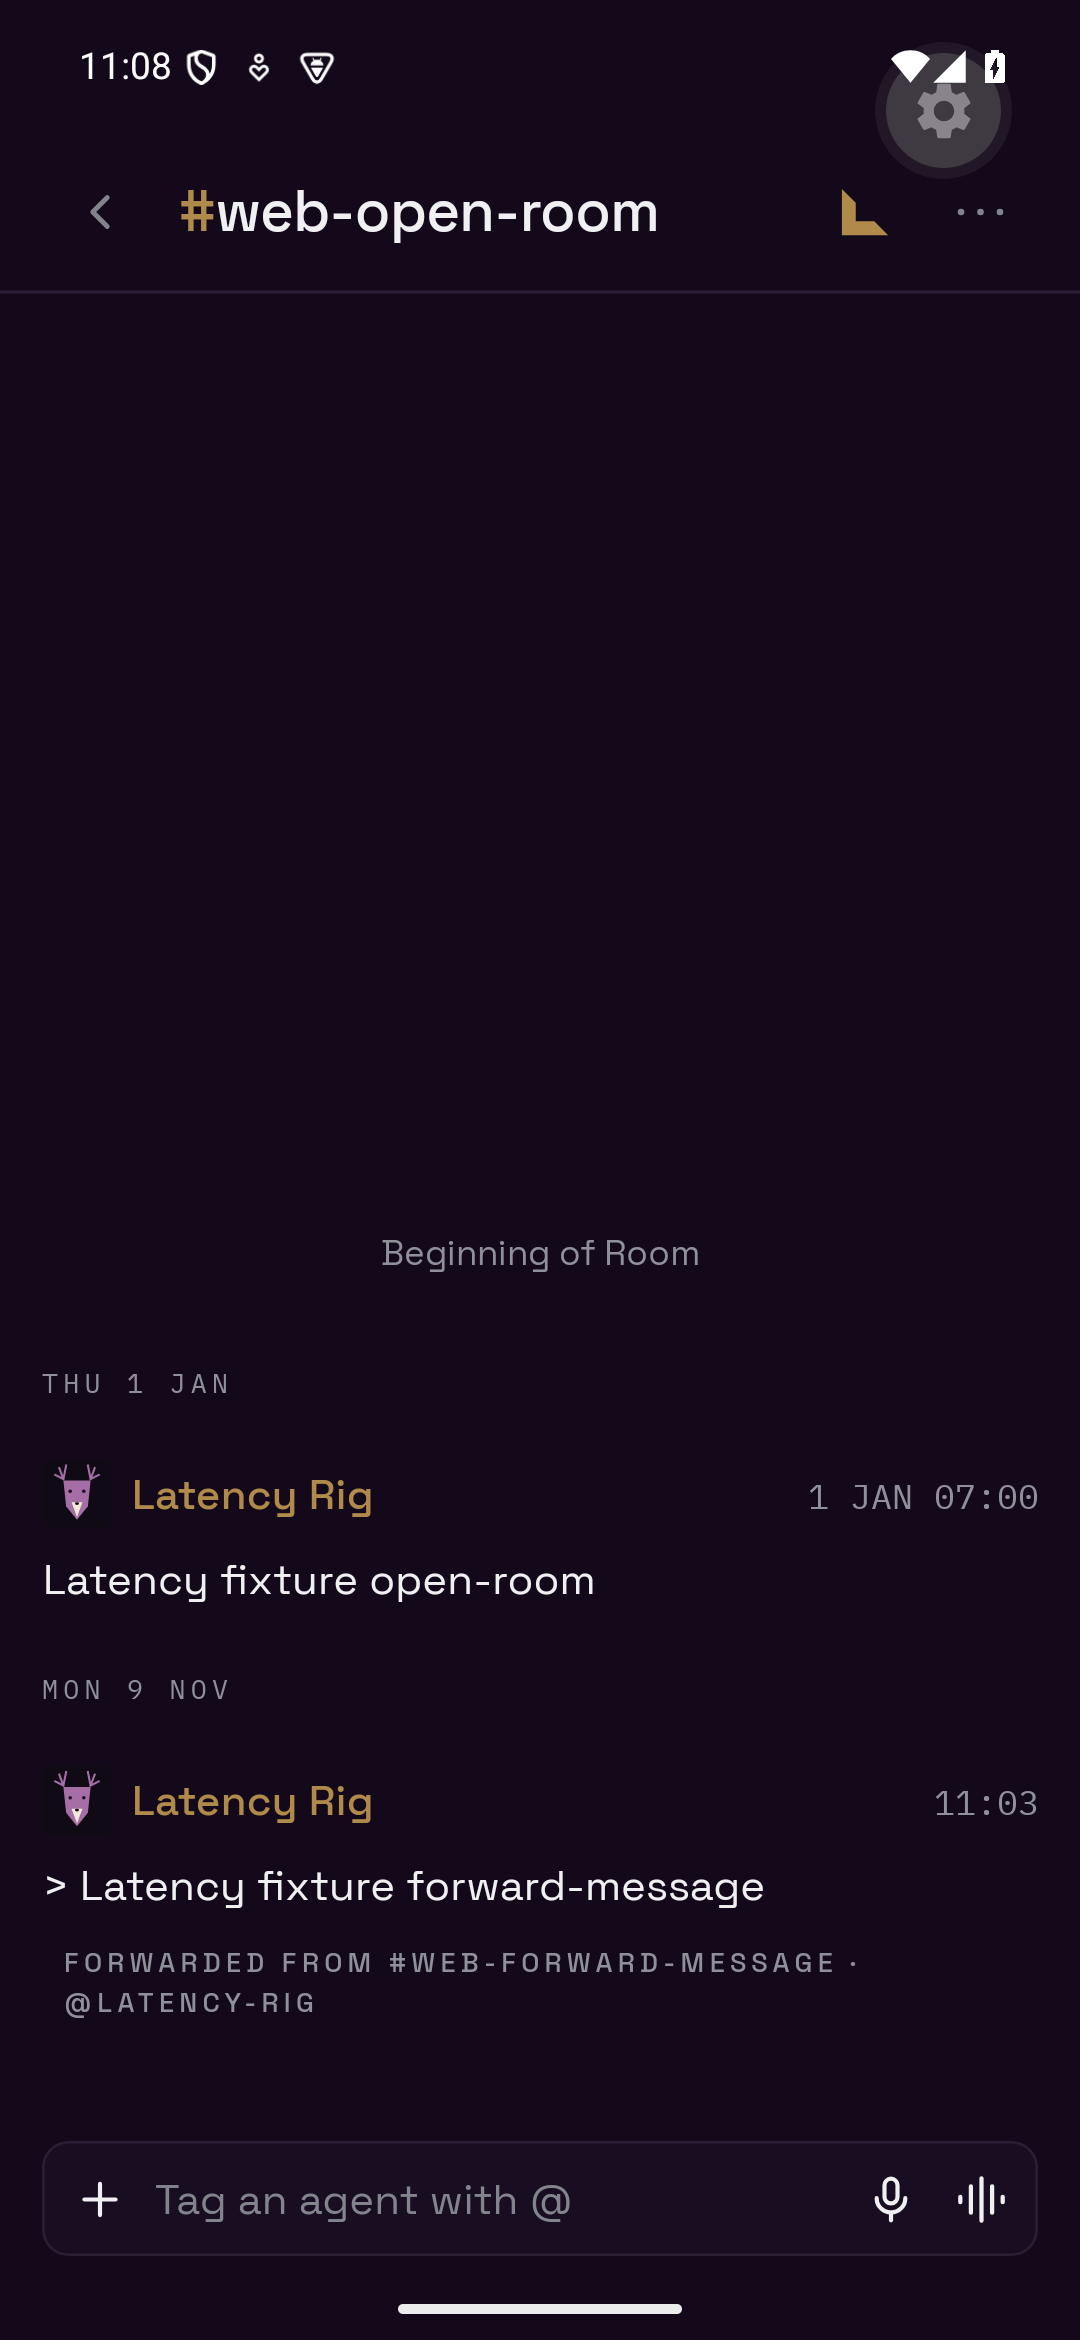 11:08
#web-open-room
Beginning of Room
THU 1 JAN
Latency Rig
1 JAN 07:00
Latency fixture open-room
MON 9 NOV
Latency Rig
11:03
> Latency fixture forward-message
FORWARDED FROM #WEB-FORWARD-MESSAGE ·
@LATENCY-RIG
Tag an agent with @